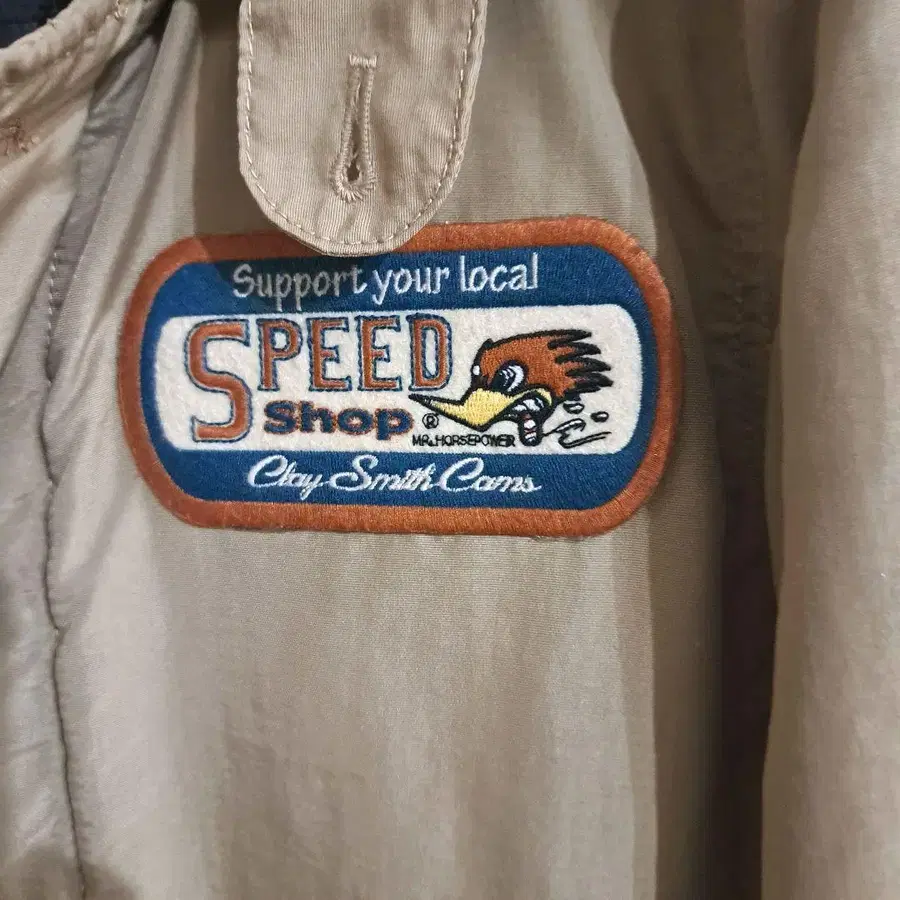 Support your local
SPEED
Shop ®
MR. HORSEPOWER
Clay Smith Cams